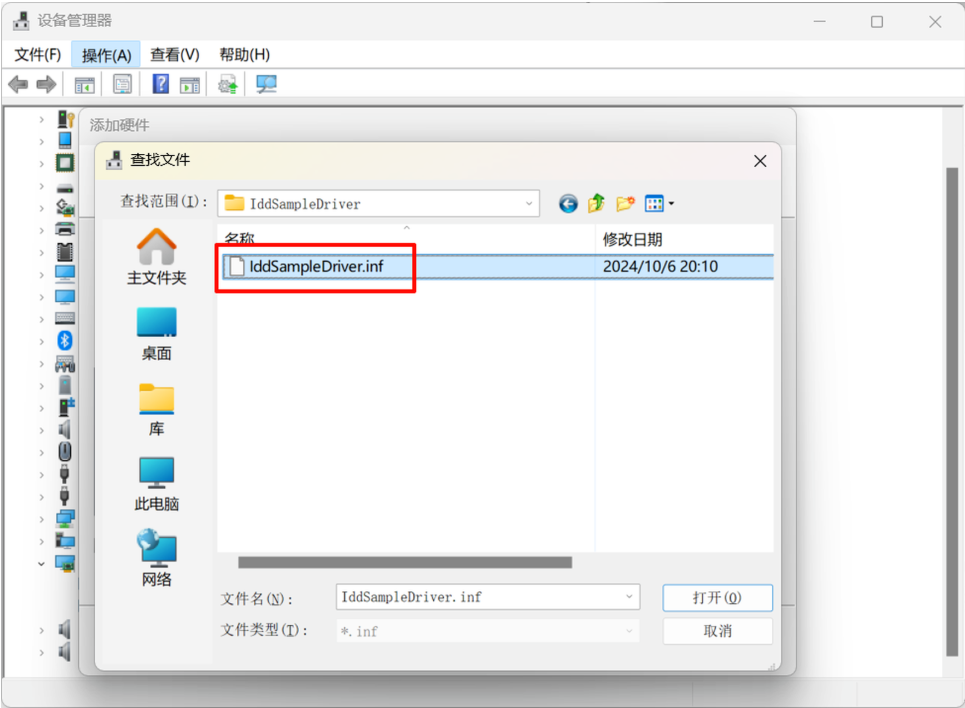 设备管理器
文件(F) 操作(A) 查看(V) 帮助(H)
添加硬件
查找文件
查找范围(I): IddSampleDriver
名称 修改日期
IddSampleDriver.inf 2024/10/6 20:10
主文件夹
桌面
库
此电脑
网络
文件名(N): IddSampleDriver.inf 打开(O)
文件类型(T): *.inf 取消